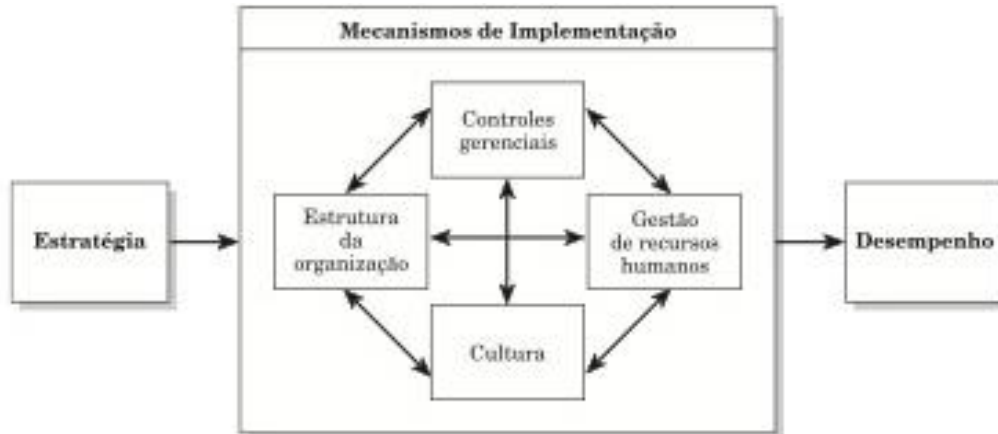 Mecanismos de Implementação
Controles
gerenciais
Estratégia
Estrutura
da
organização
Gestão
de recursos
humanos
Desempenho
Cultura